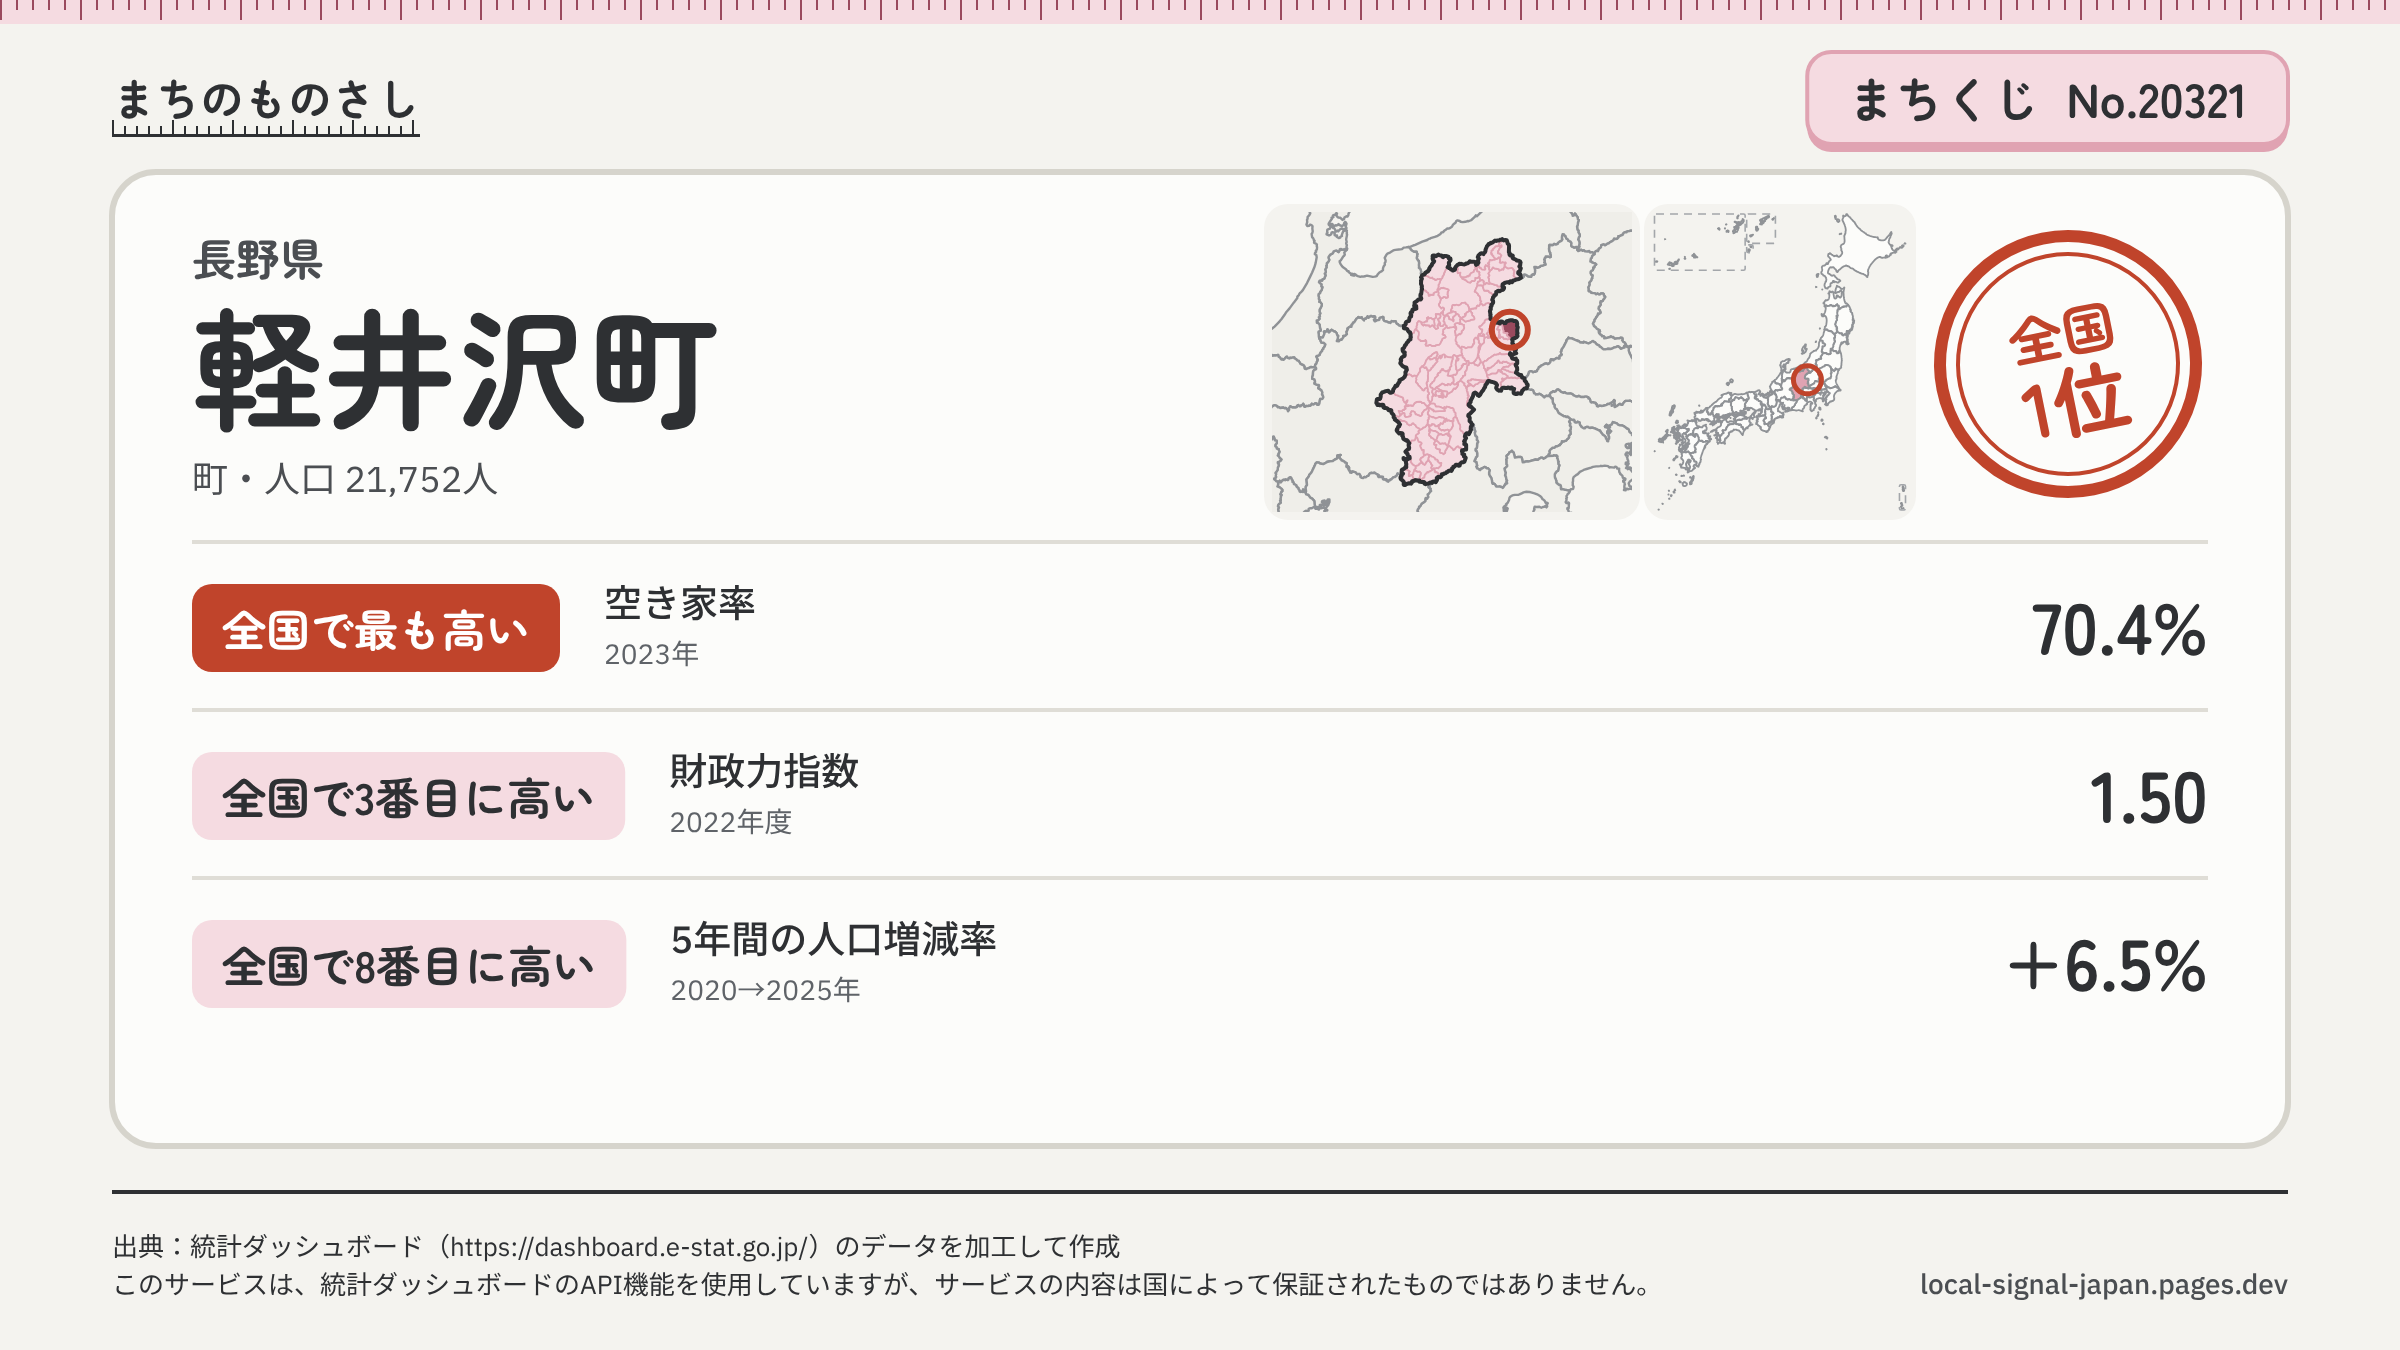 まちのものさし
まちくじ No.20321
長野県
軽井沢町
町・人口 21,752人
全国
1位
全国で最も高い
空き家率
2023年
70.4%
全国で3番目に高い
財政力指数
2022年度
1.50
全国で8番目に高い
5年間の人口増減率
2020→2025年
+6.5%
出典：統計ダッシュボード（https://dashboard.e-stat.go.jp/）のデータを加工して作成
このサービスは、統計ダッシュボードのAPI機能を使用していますが、サービスの内容は国によって保証されたものではありません。
local-signal-japan.pages.dev